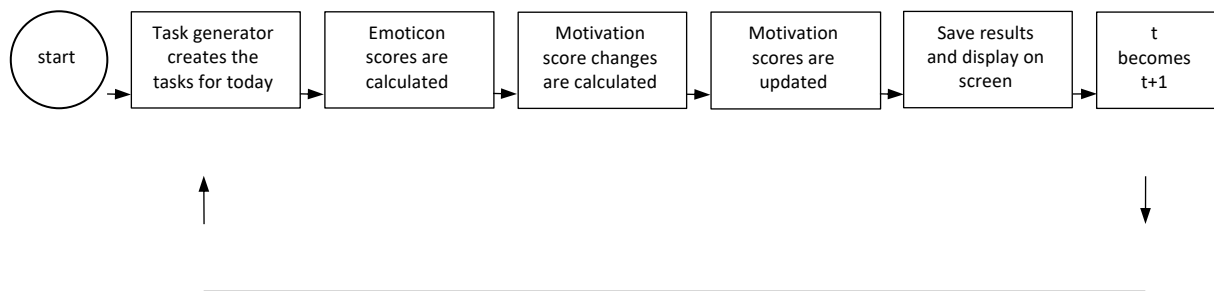 start
Task generator
creates the
tasks for today
Emoticon
scores are
calculated
Motivation
score changes
are calculated
Motivation
scores are
updated
Save results
and display on
screen
t
becomes
t+1